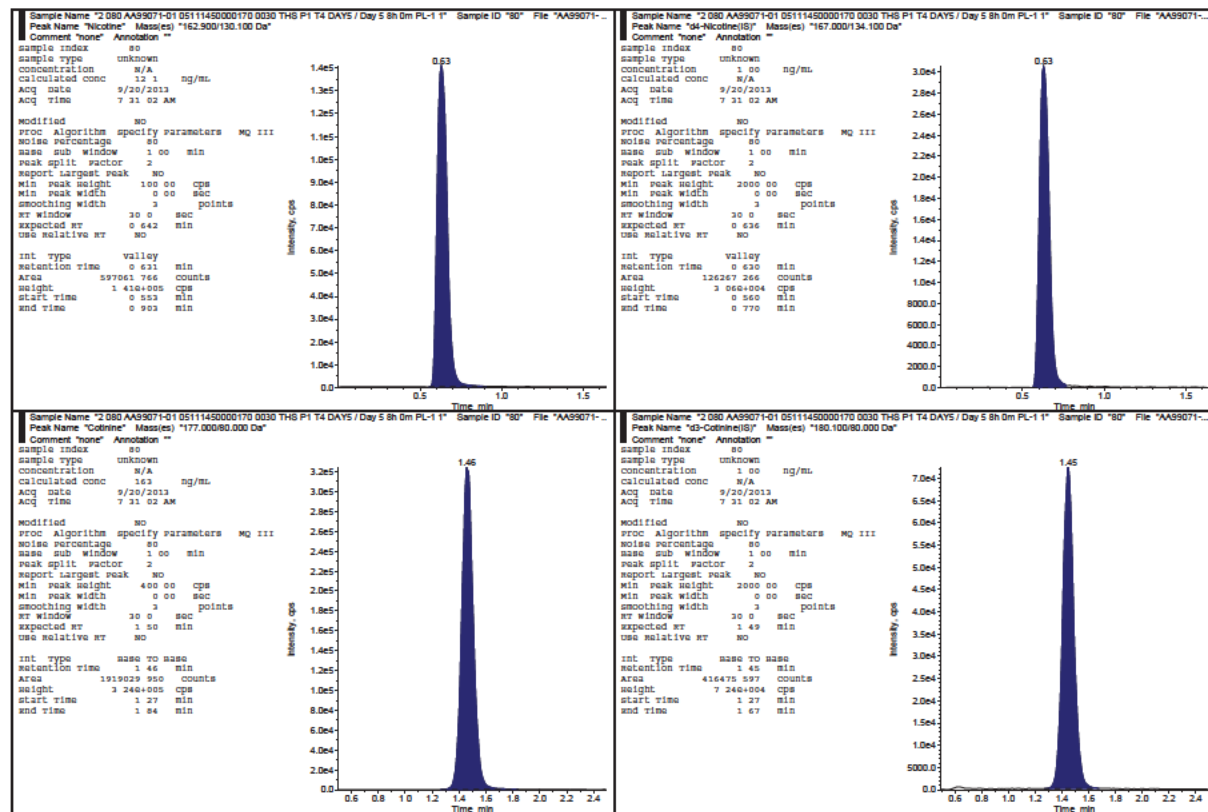 Sample Name "2 080 AA99071-01 05111450000170 0030 THS P1 T4 DAY5 / Day 5 8h 0m PL-1 1" Sample ID "80" File "AA99071-...
Peak Name "Nicotine" Mass(es) "162.900/130.100 Da"
Comment "none" Annotation ""
Sample Index 80
Sample Type Unknown
Concentration N/A
Calculated Conc 12 1 ng/mL
Acq Date 9/20/2013
Acq Time 7 31 02 AM
Modified NO
Proc Algorithm Specify Parameters MQ III
Noise Percentage 80
Base Sub Window 1 00 min
Peak Split Factor 2
Report Largest Peak NO
Min Peak Height 100 00 cps
Min Peak Width 0 00 sec
Smoothing Width 3 points
RT Window 30 0 sec
Expected RT 0 642 min
Use Relative RT NO
Int Type Valley
Retention Time 0 631 min
Area 597061 766 counts
Height 1 41e+005 cps
Start Time 0 553 min
End Time 0 903 min
0.63
Intensity, cps
1.4e5
1.3e5
1.2e5
1.1e5
1.0e5
9.0e4
8.0e4
7.0e4
6.0e4
5.0e4
4.0e4
3.0e4
2.0e4
1.0e4
0.0
0.5 1.0 1.5
Time min
Sample Name "2 080 AA99071-01 05111450000170 0030 THS P1 T4 DAY5 / Day 5 8h 0m PL-1 1" Sample ID "80" File "AA99071-...
Peak Name "d4-Nicotine(IS)" Mass(es) "167.000/134.100 Da"
Comment "none" Annotation ""
Sample Index 80
Sample Type Unknown
Concentration 1 00 ng/mL
Calculated Conc N/A
Acq Date 9/20/2013
Acq Time 7 31 02 AM
Modified NO
Proc Algorithm Specify Parameters MQ III
Noise Percentage 80
Base Sub Window 1 00 min
Peak Split Factor 2
Report Largest Peak NO
Min Peak Height 2000 00 cps
Min Peak Width 0 00 sec
Smoothing Width 3 points
RT Window 30 0 sec
Expected RT 0 636 min
Use Relative RT NO
Int Type Valley
Retention Time 0 630 min
Area 126267 266 counts
Height 3 06e+004 cps
Start Time 0 560 min
End Time 0 770 min
0.63
Intensity, cps
3.0e4
2.8e4
2.6e4
2.4e4
2.2e4
2.0e4
1.8e4
1.6e4
1.4e4
1.2e4
1.0e4
8000.0
6000.0
4000.0
2000.0
0.0
0.5 1.0 1.5
Time min
Sample Name "2 080 AA99071-01 05111450000170 0030 THS P1 T4 DAY5 / Day 5 8h 0m PL-1 1" Sample ID "80" File "AA99071-...
Peak Name "Cotinine" Mass(es) "177.000/80.000 Da"
Comment "none" Annotation ""
Sample Index 80
Sample Type Unknown
Concentration N/A
Calculated Conc 163 ng/mL
Acq Date 9/20/2013
Acq Time 7 31 02 AM
Modified NO
Proc Algorithm Specify Parameters MQ III
Noise Percentage 80
Base Sub Window 1 00 min
Peak Split Factor 2
Report Largest Peak NO
Min Peak Height 400 00 cps
Min Peak Width 0 00 sec
Smoothing Width 3 points
RT Window 30 0 sec
Expected RT 1 50 min
Use Relative RT NO
Int Type Base To Base
Retention Time 1 46 min
Area 1919029 950 counts
Height 3 24e+005 cps
Start Time 1 27 min
End Time 1 84 min
1.46
Intensity, cps
3.2e5
3.0e5
2.8e5
2.6e5
2.4e5
2.2e5
2.0e5
1.8e5
1.6e5
1.4e5
1.2e5
1.0e5
8.0e4
6.0e4
4.0e4
2.0e4
0.0
0.6 0.8 1.0 1.2 1.4 1.6 1.8 2.0 2.2 2.4
Time min
Sample Name "2 080 AA99071-01 05111450000170 0030 THS P1 T4 DAY5 / Day 5 8h 0m PL-1 1" Sample ID "80" File "AA99071-...
Peak Name "d3-Cotinine(IS)" Mass(es) "180.100/80.000 Da"
Comment "none" Annotation ""
Sample Index 80
Sample Type Unknown
Concentration 1 00 ng/mL
Calculated Conc N/A
Acq Date 9/20/2013
Acq Time 7 31 02 AM
Modified NO
Proc Algorithm Specify Parameters MQ III
Noise Percentage 80
Base Sub Window 1 00 min
Peak Split Factor 2
Report Largest Peak NO
Min Peak Height 2000 00 cps
Min Peak Width 0 00 sec
Smoothing Width 3 points
RT Window 30 0 sec
Expected RT 1 49 min
Use Relative RT NO
Int Type Base To Base
Retention Time 1 45 min
Area 416475 597 counts
Height 7 24e+004 cps
Start Time 1 27 min
End Time 1 67 min
1.45
Intensity, cps
7.0e4
6.5e4
6.0e4
5.5e4
5.0e4
4.5e4
4.0e4
3.5e4
3.0e4
2.5e4
2.0e4
1.5e4
1.0e4
5000.0
0.0
0.6 0.8 1.0 1.2 1.4 1.6 1.8 2.0 2.2 2.4
Time min